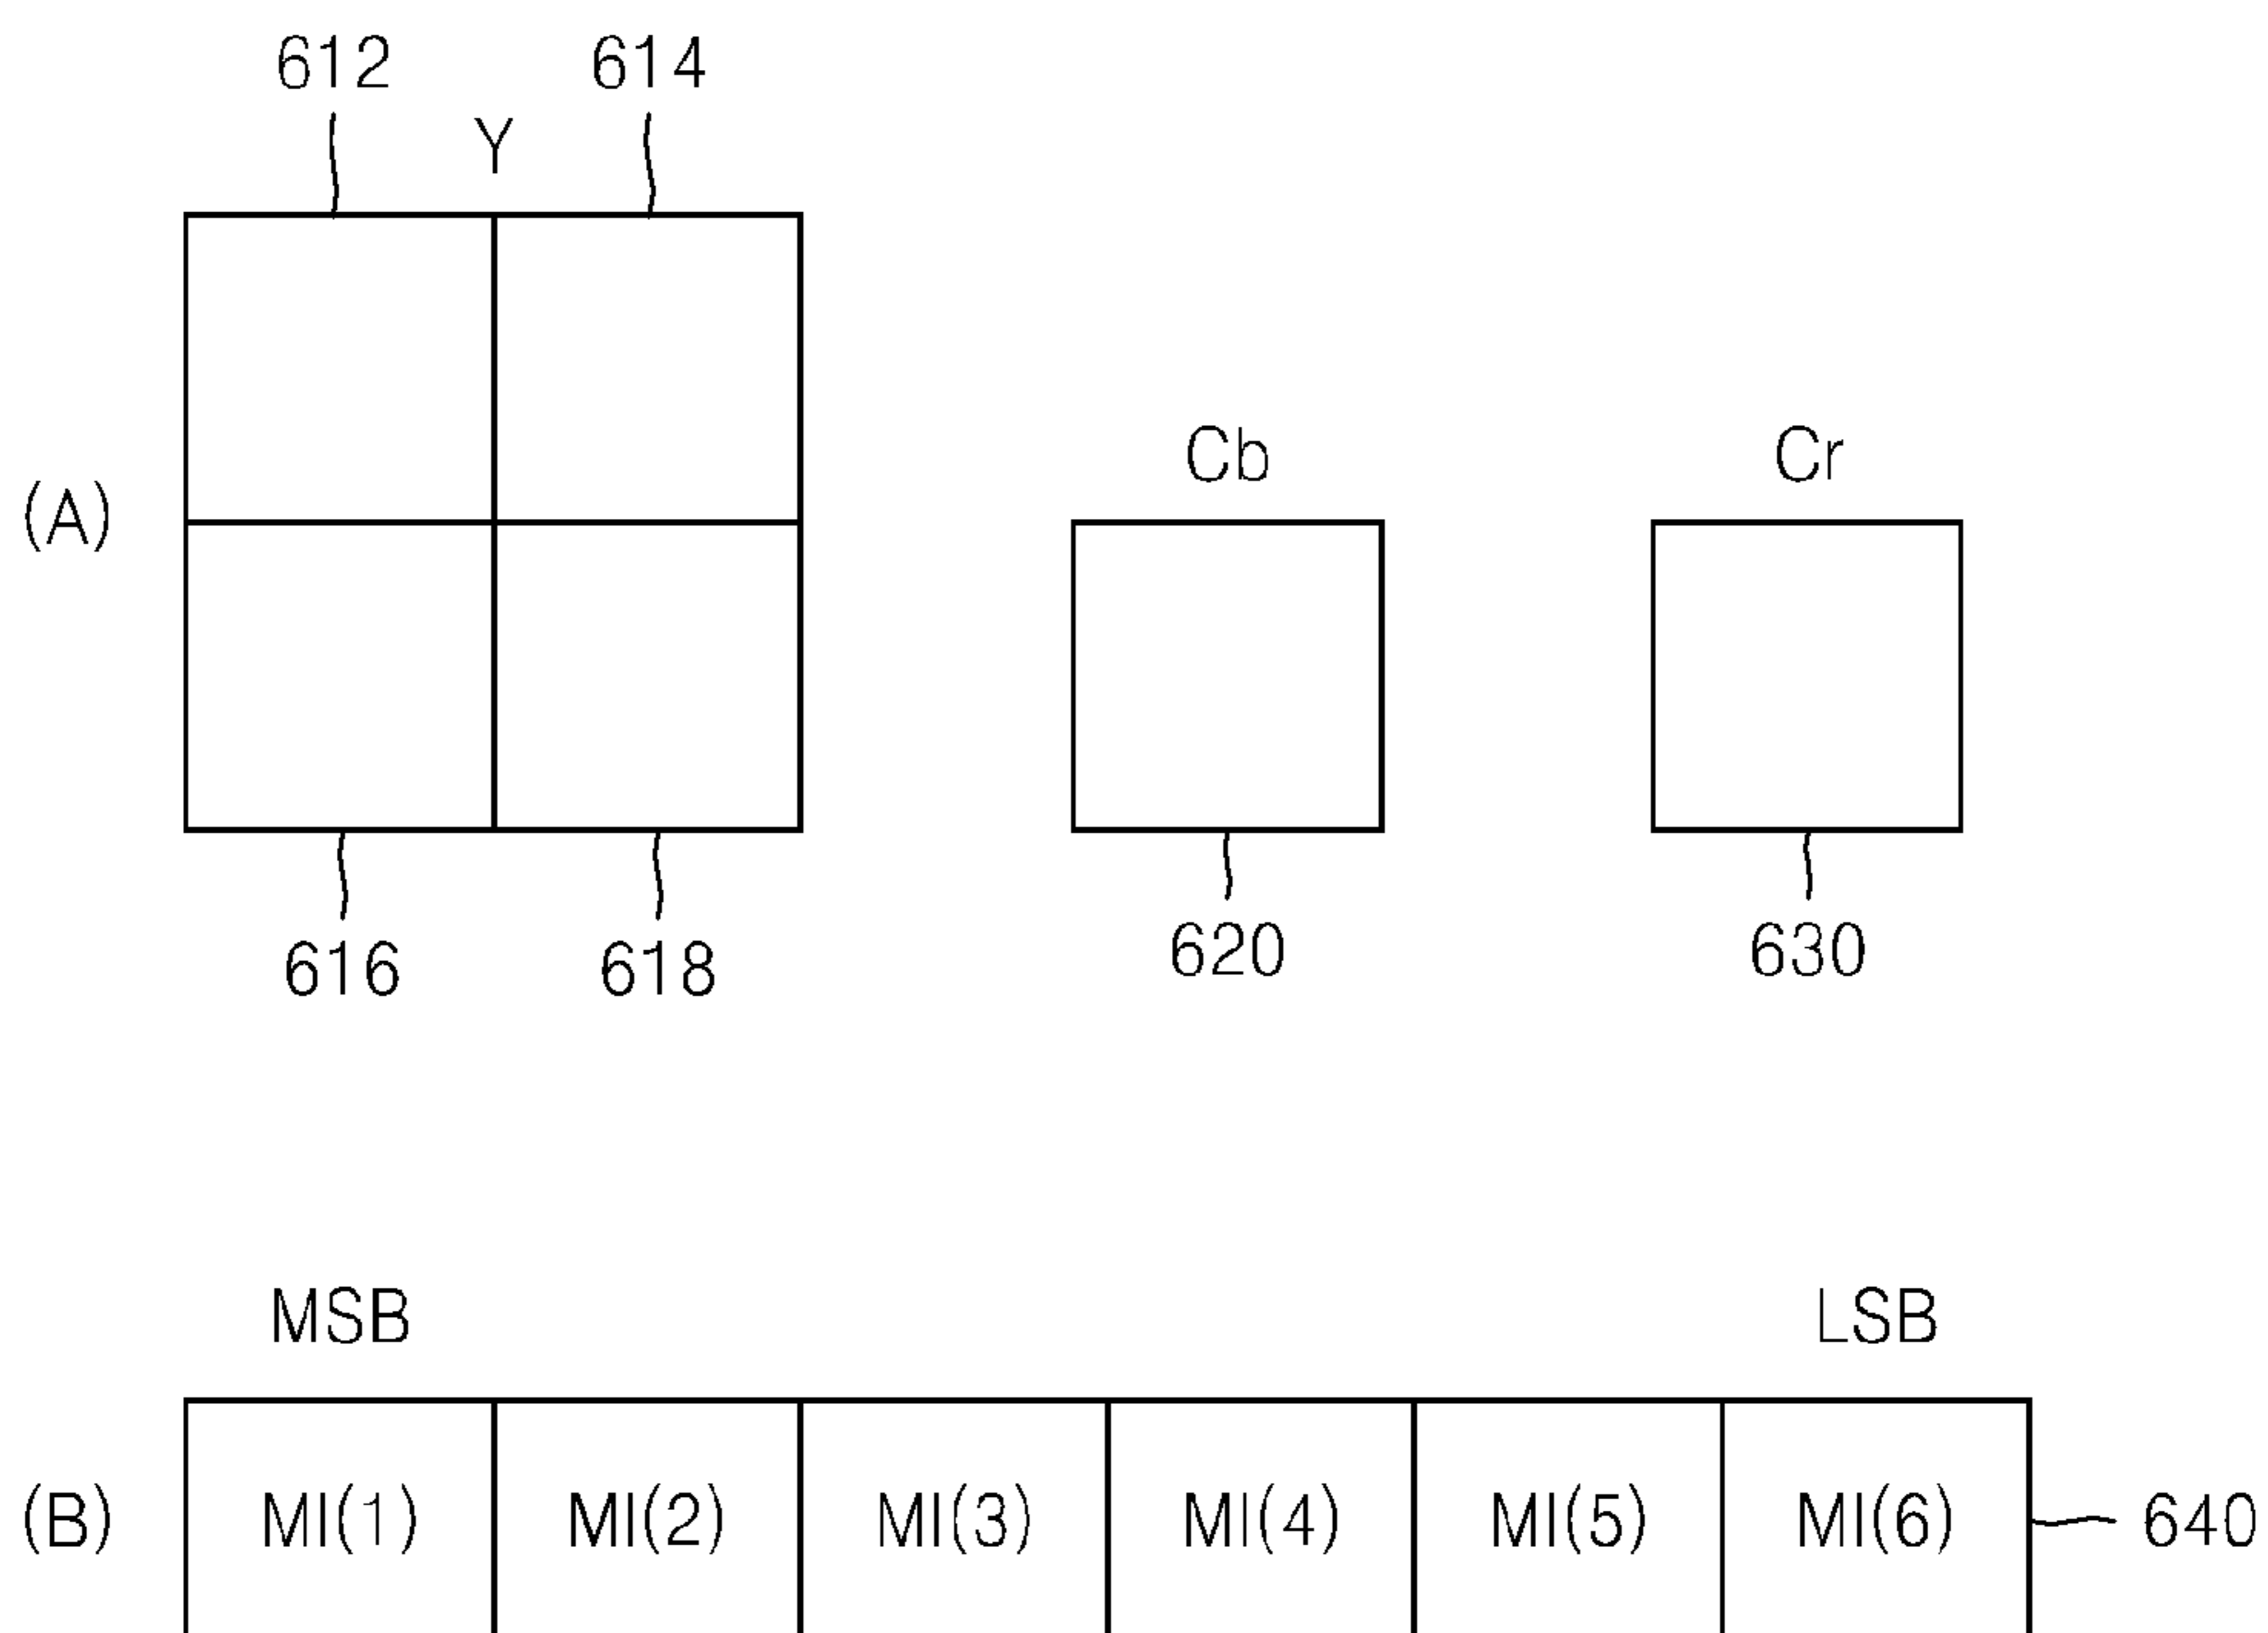 612 614
Y
Cb Cr
(A)
620 630
616 618
MSB LSB
(B) MI(1) MI(2) MI(3) MI(4) MI(5) MI(6) 640